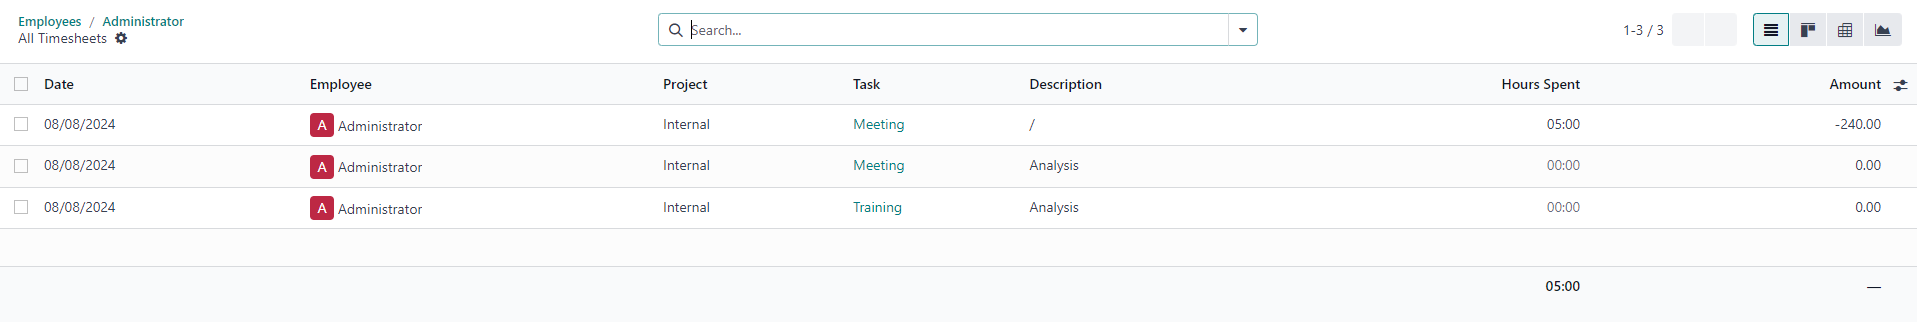 Employees / Administrator
All Timesheets
Search...
1-3 / 3
Date Employee Project Task Description Hours Spent Amount
08/08/2024 A Administrator Internal Meeting / 05:00 -240.00
08/08/2024 A Administrator Internal Meeting Analysis 00:00 0.00
08/08/2024 A Administrator Internal Training Analysis 00:00 0.00
05:00 —